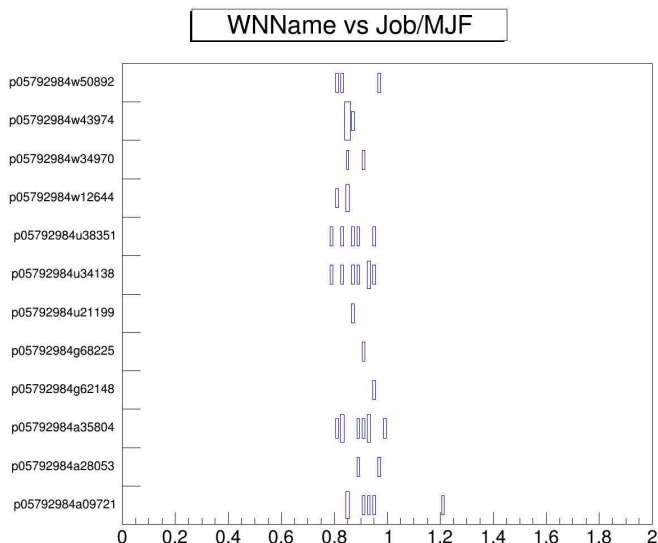 WNName vs Job/MJF
p05792984w50892
p05792984w43974
p05792984w34970
p05792984w12644
p05792984u38351
p05792984u34138
p05792984u21199
p05792984g68225
p05792984g62148
p05792984a35804
p05792984a28053
p05792984a09721
0 0.2 0.4 0.6 0.8 1 1.2 1.4 1.6 1.8 2